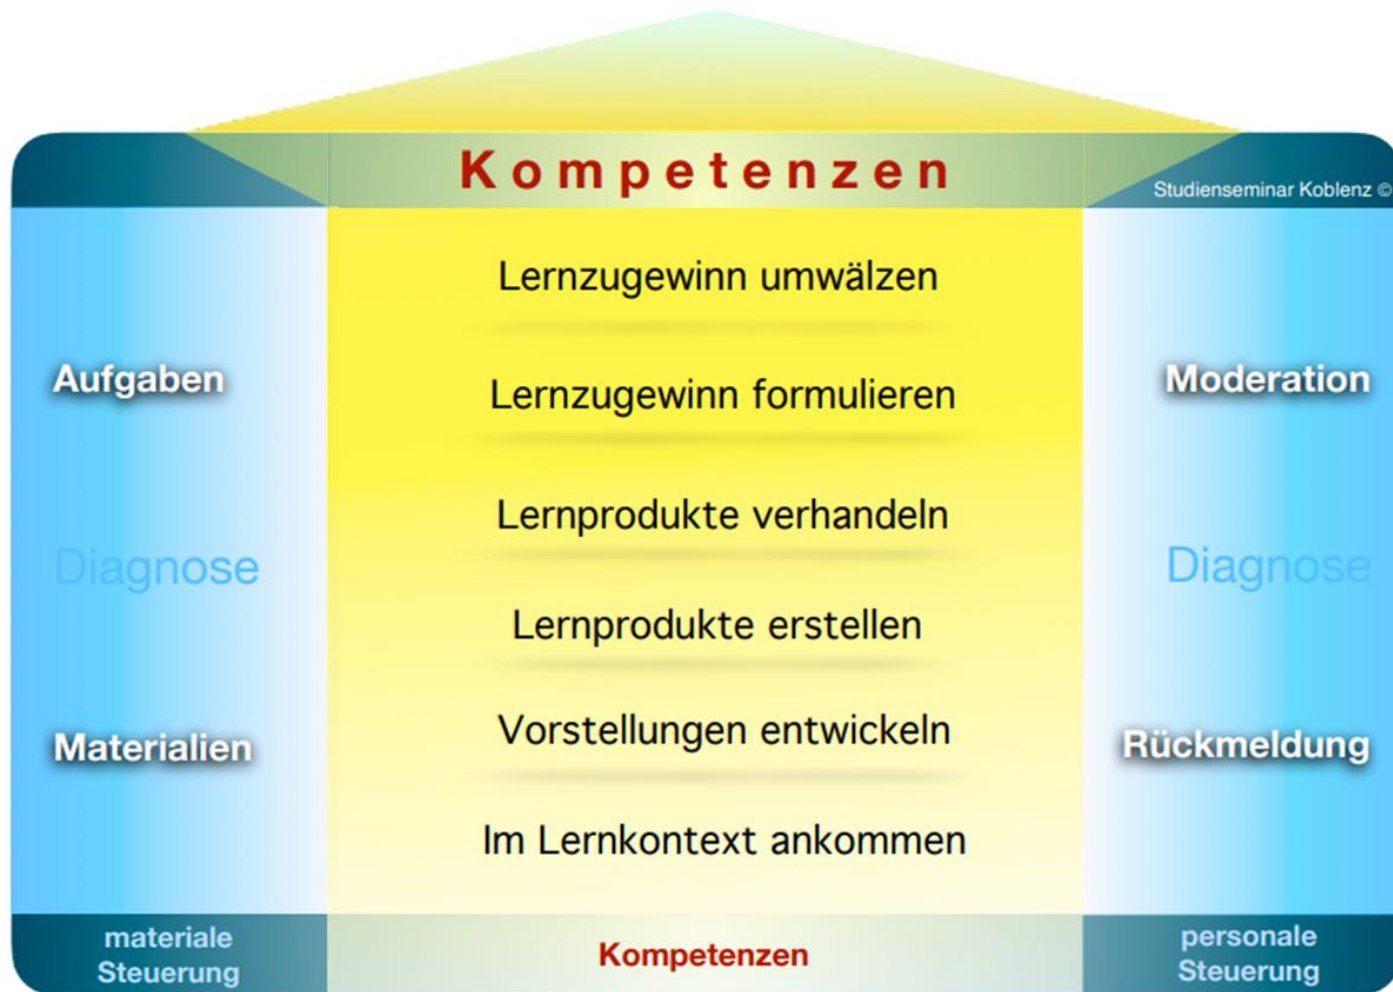 Kompetenzen
Studienseminar Koblenz ©
Lernzugewinn umwälzen
Aufgaben
Moderation
Lernzugewinn formulieren
Lernprodukte verhandeln
Diagnose
Diagnose
Lernprodukte erstellen
Vorstellungen entwickeln
Materialien
Rückmeldung
Im Lernkontext ankommen
materiale
Steuerung
Kompetenzen
personale
Steuerung